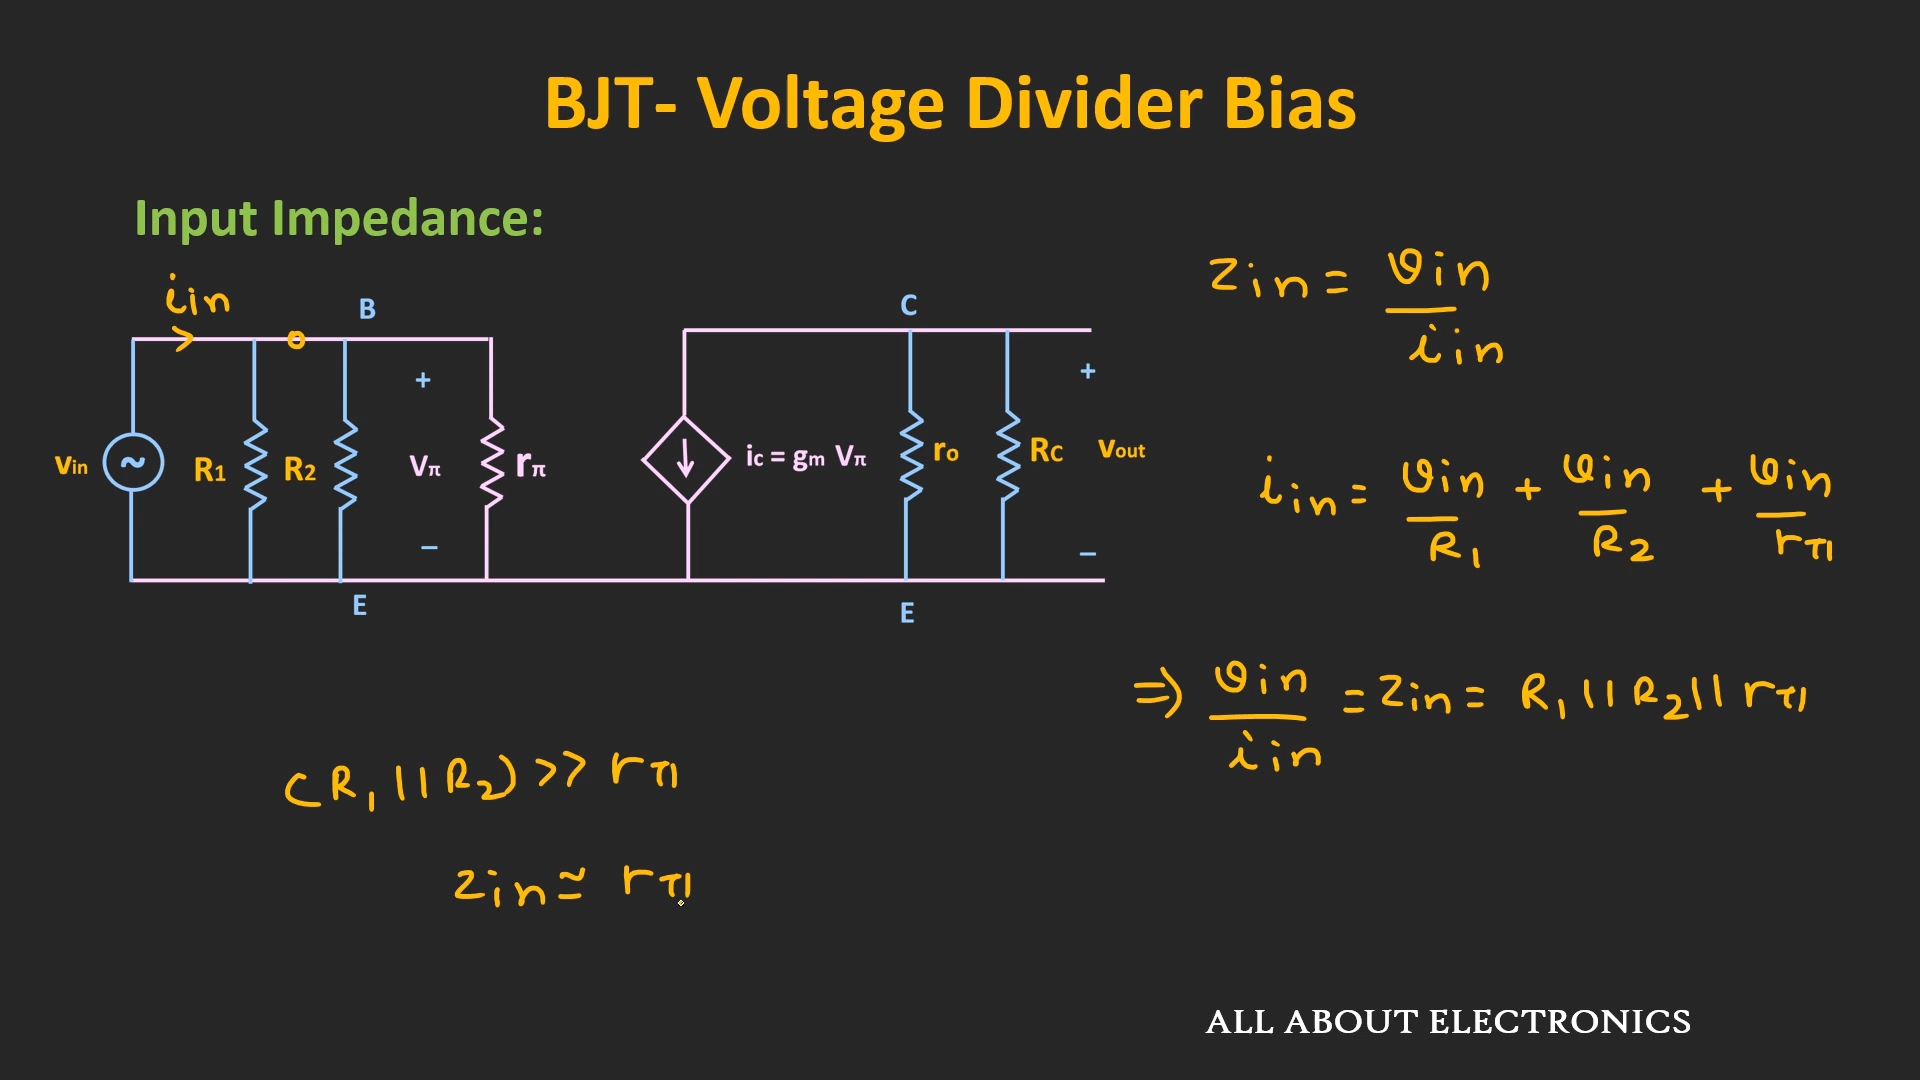 BJT- Voltage Divider Bias
Input Impedance:
iin
B
C
vin
R1
R2
+
Vπ
–
rπ
ic = gm Vπ
ro
RC
+
vout
–
E
E
Zin = vin / iin
iin = vin / R1 + vin / R2 + vin / rπ
⇒ vin / iin = Zin = R1 || R2 || rπ
(R1 || R2) >> rπ
Zin ≅ rπ
ALL ABOUT ELECTRONICS